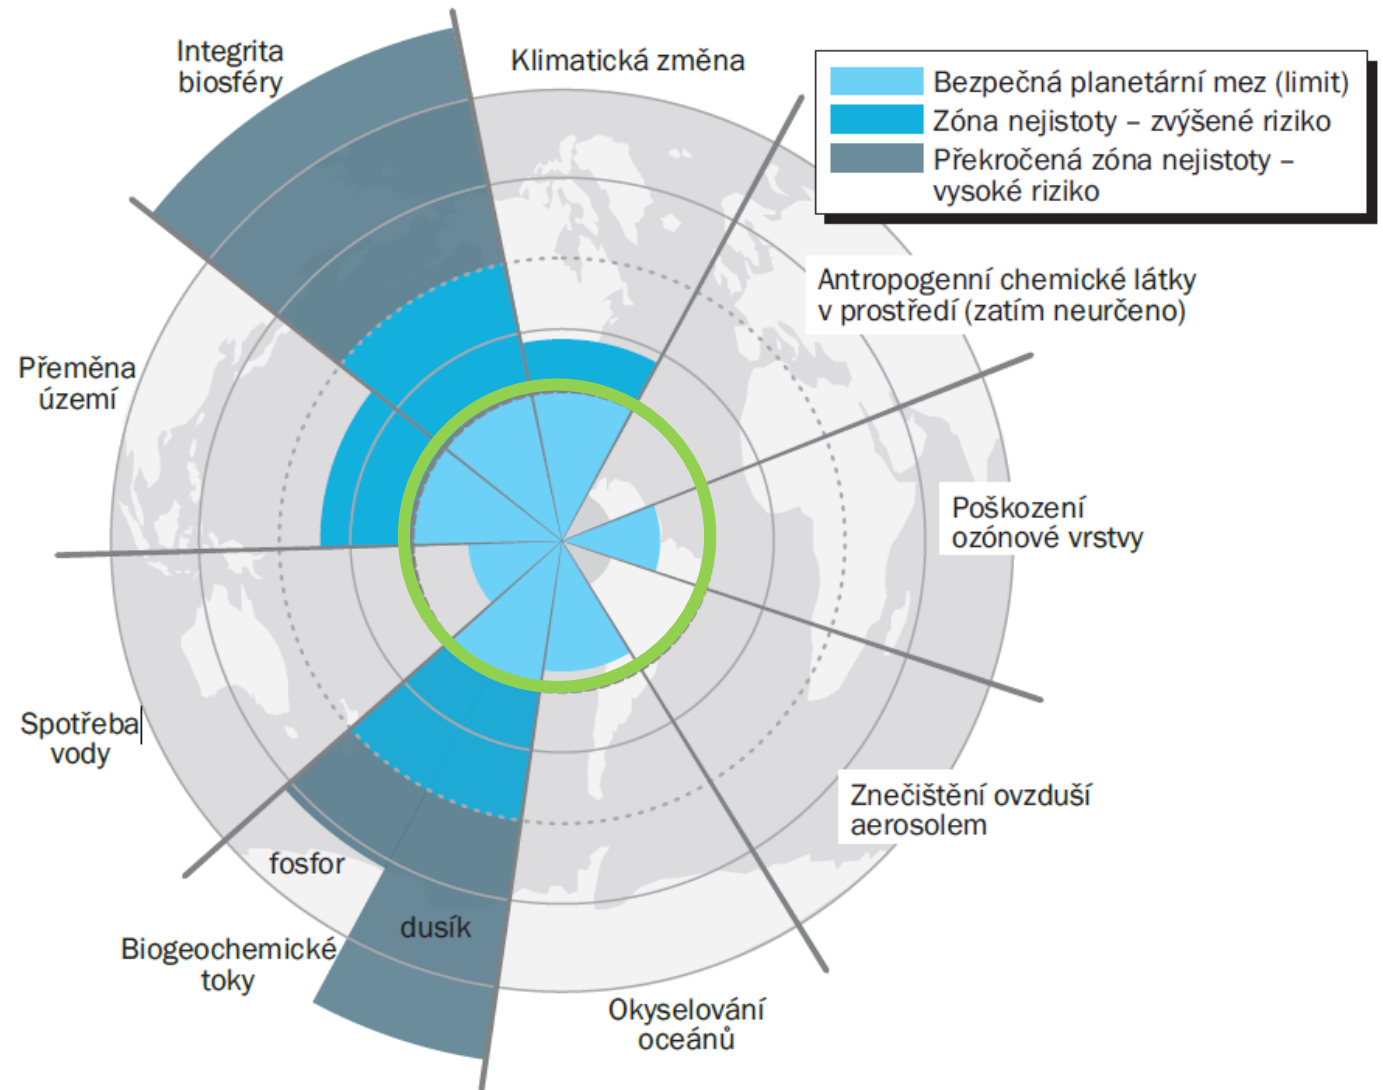 Integrita
biosféry
Klimatická změna
Bezpečná planetární mez (limit)
Zóna nejistoty – zvýšené riziko
Překročená zóna nejistoty –
vysoké riziko
Antropogenní chemické látky
v prostředí (zatím neurčeno)
Přeměna
území
Poškození
ozónové vrstvy
Spotřeba
vody
Znečištění ovzduší
aerosolem
fosfor
dusík
Biogeochemické
toky
Okyselování
oceánů